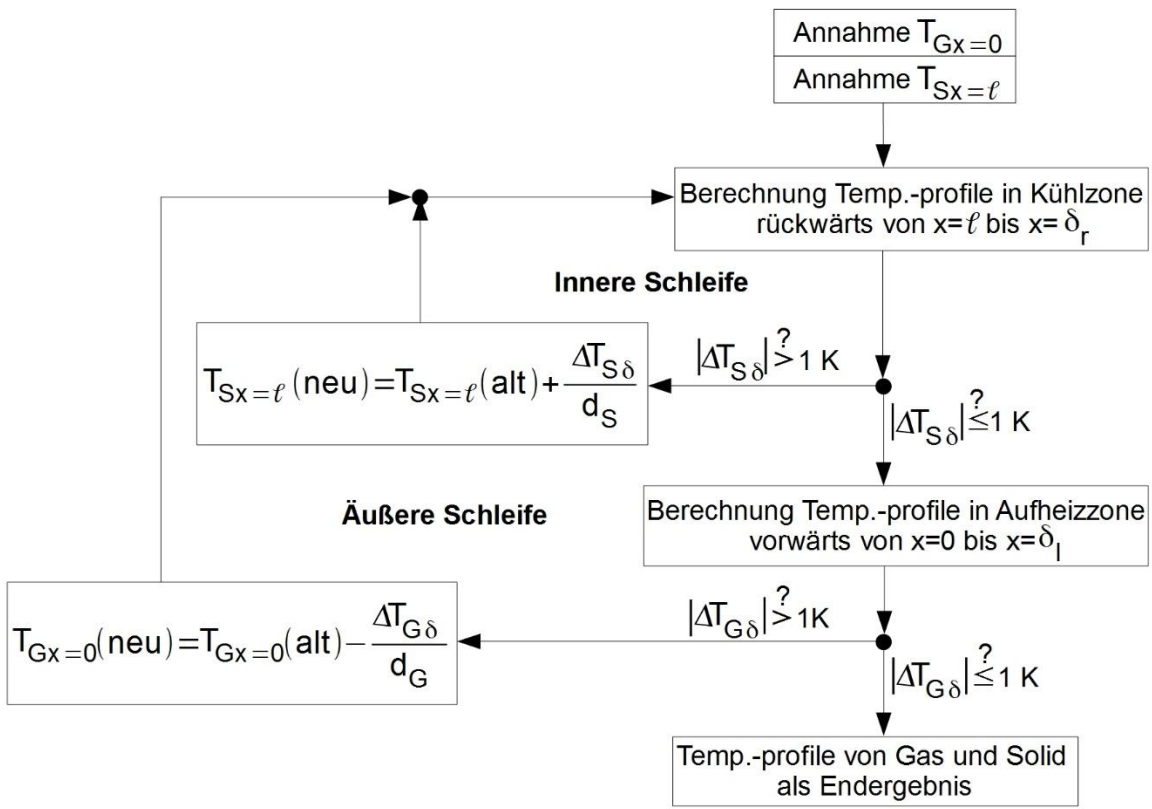 Annahme T_Gx=0
Annahme T_Sx=ℓ
Berechnung Temp.-profile in Kühlzone
rückwärts von x=ℓ bis x= δ_r
Innere Schleife
T_Sx=ℓ (neu)=T_Sx=ℓ (alt)+ ΔT_Sδ / d_S
|ΔT_Sδ| >? 1 K
|ΔT_Sδ| ≤? 1 K
Äußere Schleife
Berechnung Temp.-profile in Aufheizzone
vorwärts von x=0 bis x=δ_l
T_Gx=0 (neu)=T_Gx=0 (alt)− ΔT_Gδ / d_G
|ΔT_Gδ| >? 1K
|ΔT_Gδ| ≤? 1 K
Temp.-profile von Gas und Solid
als Endergebnis